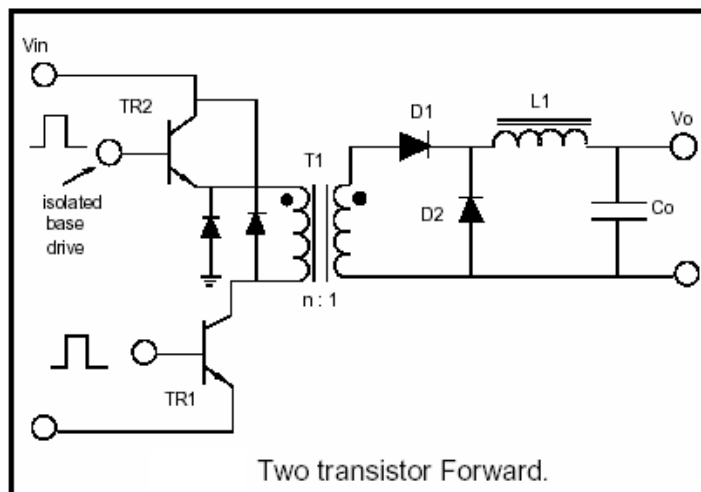 Vin
TR2
isolated
base
drive
T1
n : 1
TR1
D1
L1
Vo
D2
Co
Two transistor Forward.